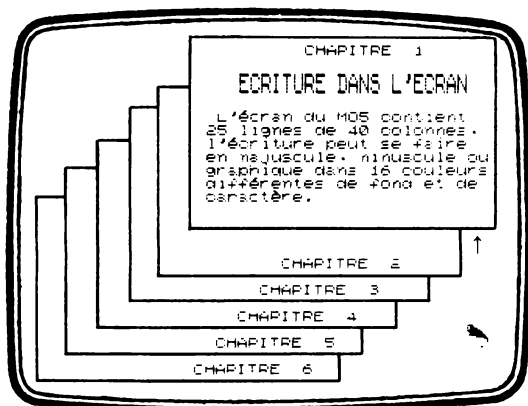 CHAPITRE 1
ECRITURE DANS L'ECRAN
L'écran du MO5 contient
25 lignes de 40 colonnes.
l'écriture peut se faire
en majuscule, minuscule ou
graphique dans 16 couleurs
différentes de fond et de
caractère.
CHAPITRE 2
CHAPITRE 3
CHAPITRE 4
CHAPITRE 5
CHAPITRE 6